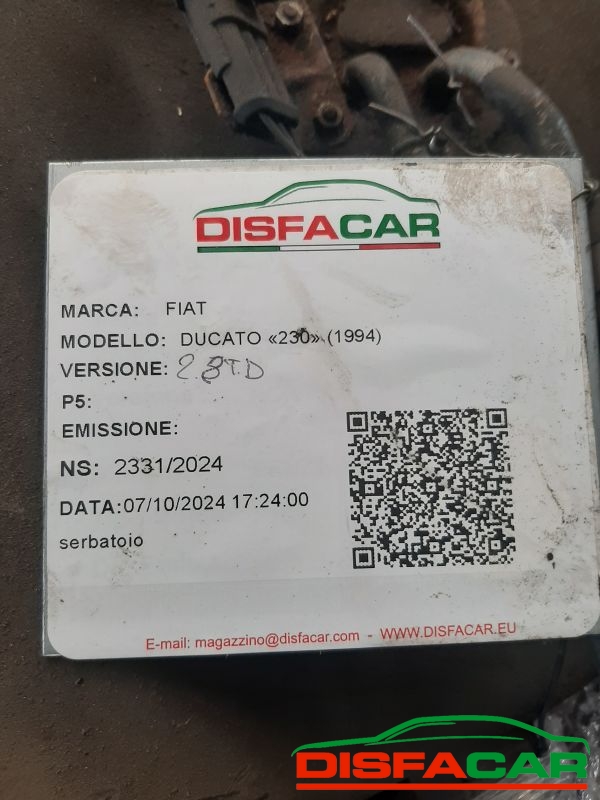 DISFACAR
MARCA: FIAT
MODELLO: DUCATO «230» (1994)
VERSIONE: 2.8TD
P5:
EMISSIONE:
NS: 2331/2024
DATA:07/10/2024 17:24:00
serbatoio
E-mail: magazzino@disfacar.com - WWW.DISFACAR.EU
DISFACAR